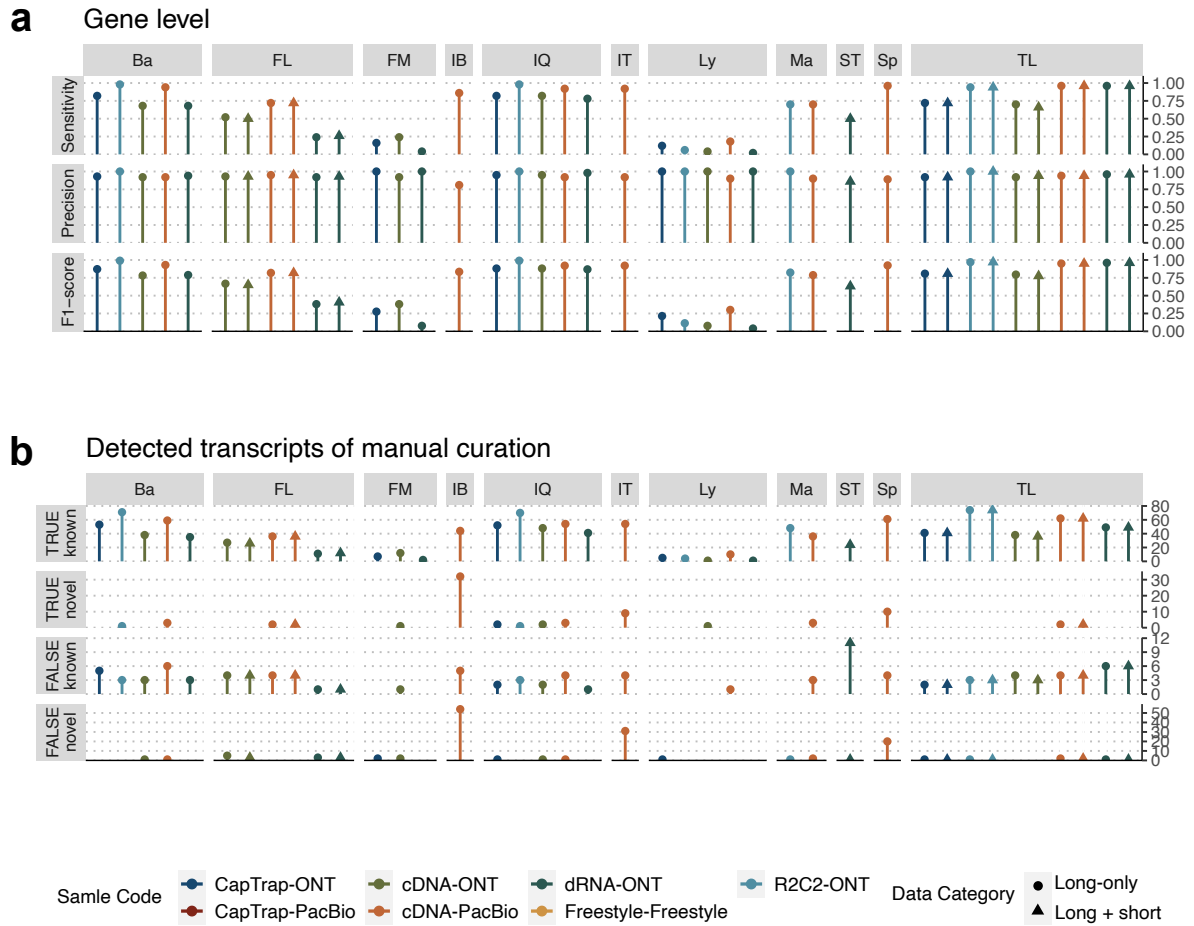 a Gene level
Ba FL FM IB IQ IT Ly Ma ST Sp TL
Sensitivity
1.00
0.75
0.50
0.25
0.00
Precision
1.00
0.75
0.50
0.25
0.00
F1−score
1.00
0.75
0.50
0.25
0.00
b Detected transcripts of manual curation
Ba FL FM IB IQ IT Ly Ma ST Sp TL
TRUE
known
80
60
40
20
0
TRUE
novel
30
20
10
0
FALSE
known
12
9
6
3
0
FALSE
novel
50
40
30
20
10
0
Samle Code CapTrap-ONT cDNA-ONT dRNA-ONT R2C2-ONT Data Category Long-only
CapTrap-PacBio cDNA-PacBio Freestyle-Freestyle Long + short